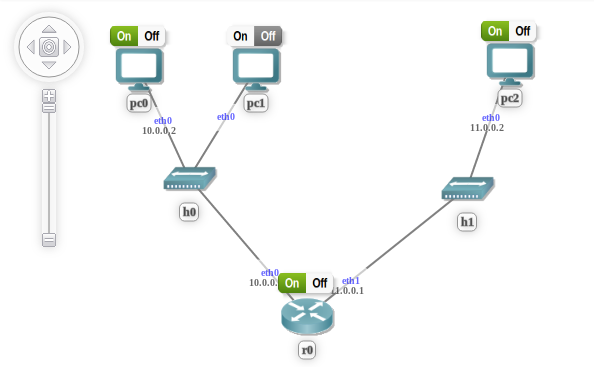 On Off
On Off
On Off
pc0
pc1
pc2
eth0
10.0.0.2
eth0
eth0
11.0.0.2
h0
h1
eth0
10.0.0.
On Off
eth1
1.0.0.1
r0